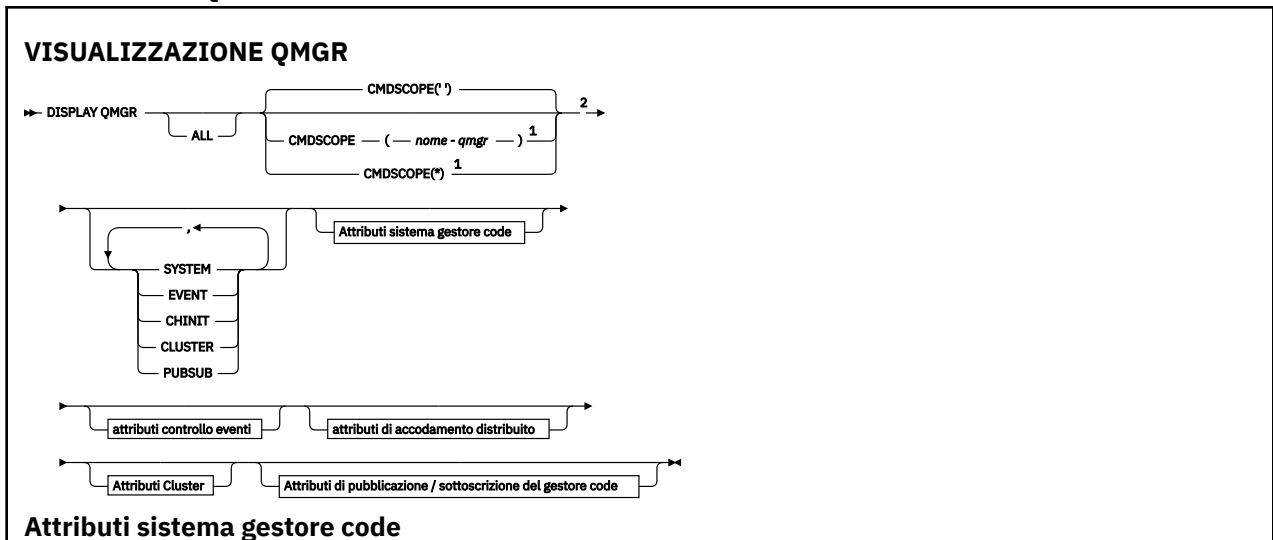 VISUALIZZAZIONE QMGR
CMDSCOPE(' ')
DISPLAY QMGR
ALL
CMDSCOPE ( nome - qmgr ) 1
2
CMDSCOPE(*) 1
,
SYSTEM
EVENT
CHINIT
CLUSTER
PUBSUB
Attributi sistema gestore code
attributi controllo eventi
attributi di accodamento distribuito
Attributi Cluster
Attributi di pubblicazione / sottoscrizione del gestore code
Attributi sistema gestore code